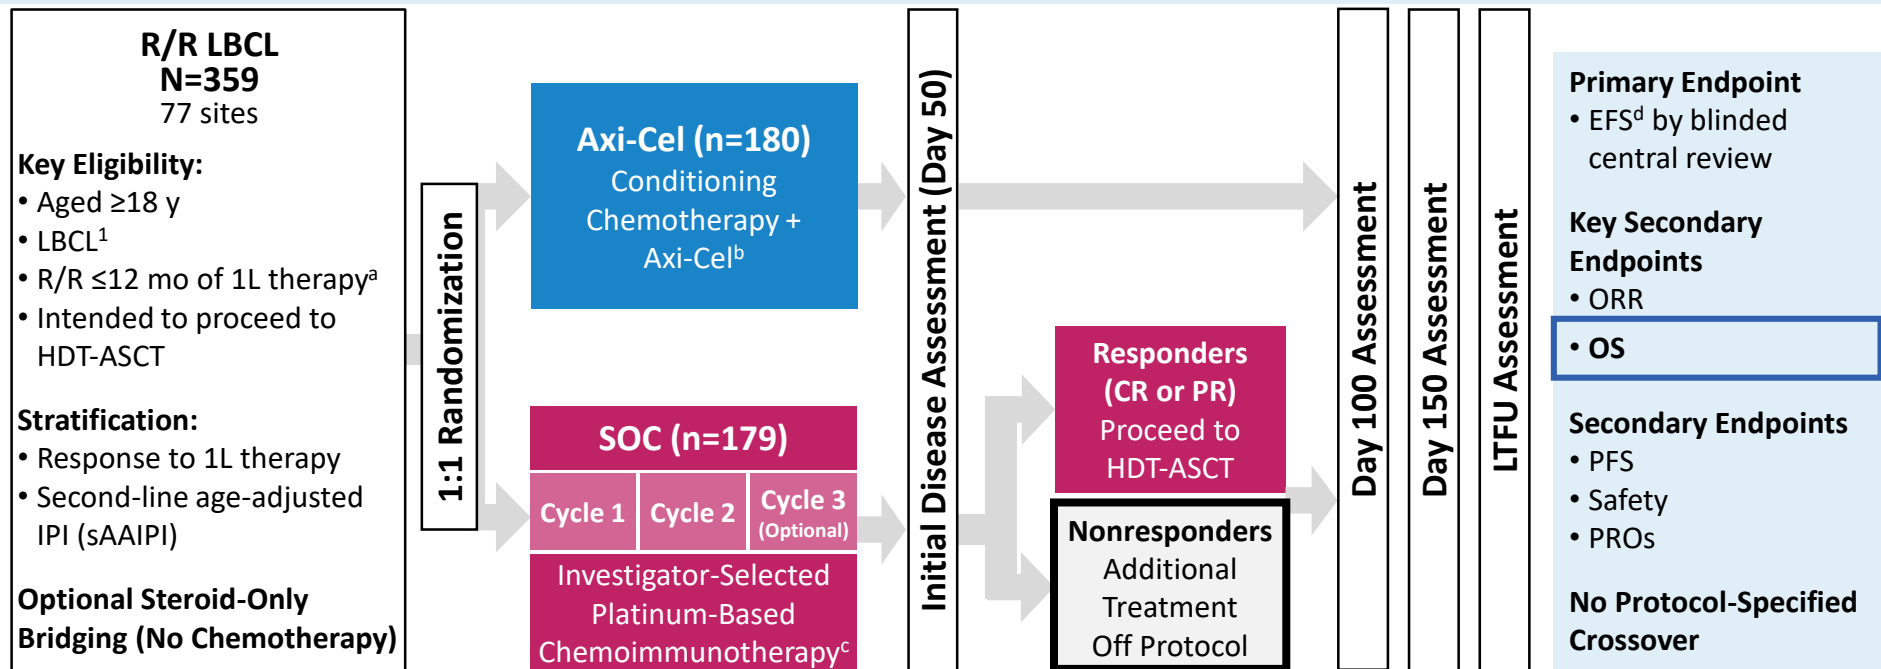 R/R LBCL
N=359
77 sites
Key Eligibility:
• Aged ≥18 y
• LBCL¹
• R/R ≤12 mo of 1L therapyᵃ
• Intended to proceed to
HDT-ASCT
Stratification:
• Response to 1L therapy
• Second-line age-adjusted
IPI (sAAIPI)
Optional Steroid-Only
Bridging (No Chemotherapy)
1:1 Randomization
Axi-Cel (n=180)
Conditioning
Chemotherapy +
Axi-Celᵇ
SOC (n=179)
Cycle 1
Cycle 2
Cycle 3
(Optional)
Investigator-Selected
Platinum-Based
Chemoimmunotherapyᶜ
Initial Disease Assessment (Day 50)
Responders
(CR or PR)
Proceed to
HDT-ASCT
Nonresponders
Additional
Treatment
Off Protocol
Day 100 Assessment
Day 150 Assessment
LTFU Assessment
Primary Endpoint
• EFSᵈ by blinded
central review
Key Secondary
Endpoints
• ORR
• OS
Secondary Endpoints
• PFS
• Safety
• PROs
No Protocol-Specified
Crossover